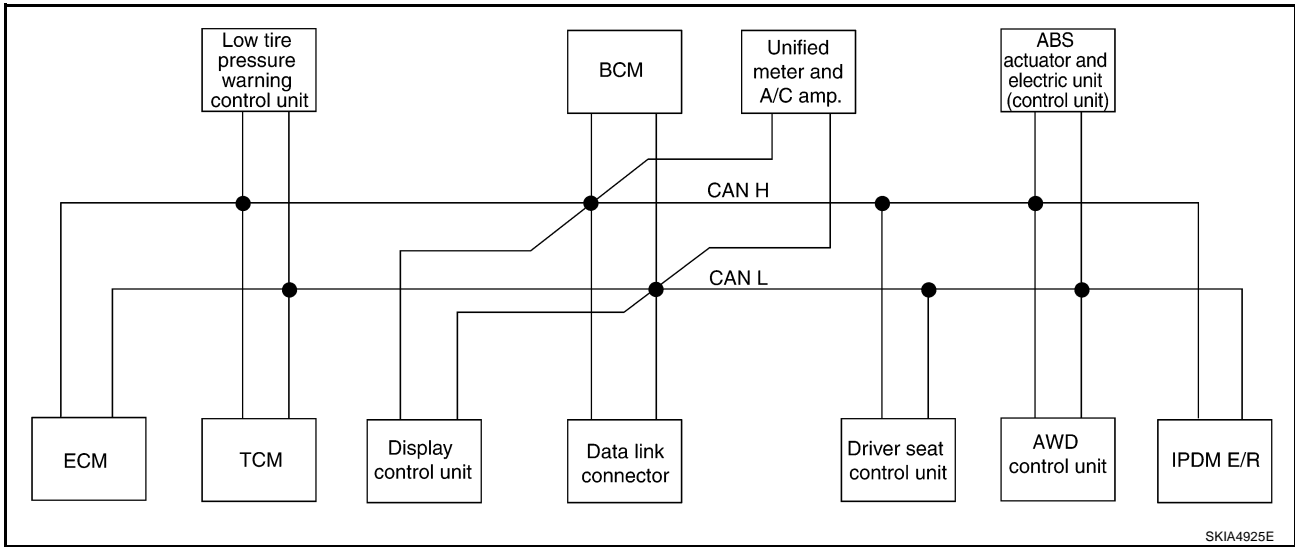 Low tire
pressure
warning
control unit
BCM
Unified
meter and
A/C amp.
ABS
actuator and
electric unit
(control unit)
CAN H
CAN L
ECM
TCM
Display
control unit
Data link
connector
Driver seat
control unit
AWD
control unit
IPDM E/R
SKIA4925E